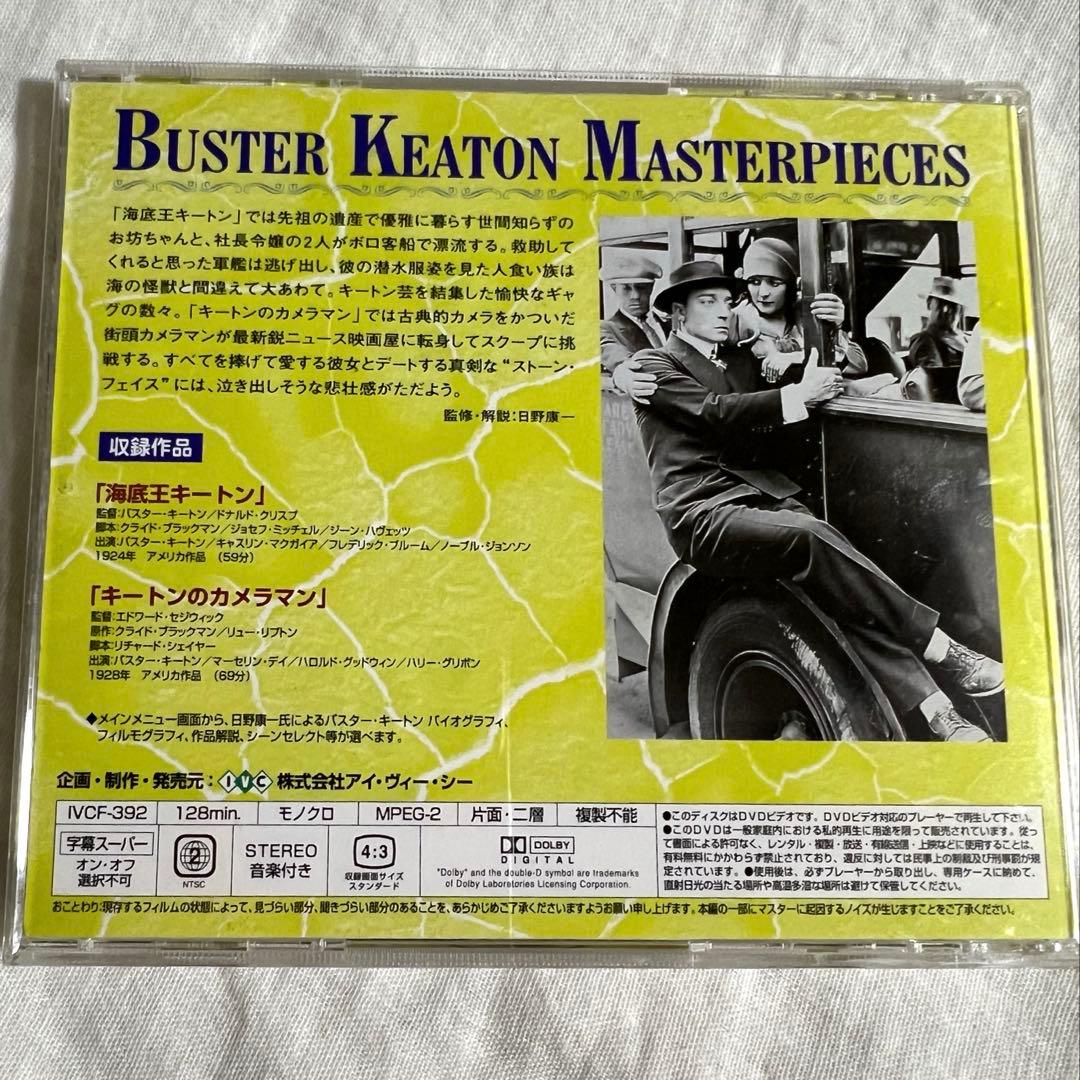 BUSTER KEATON MASTERPIECES
「海底王キートン」では先祖の遺産で優雅に暮らす世間知らずの
お坊ちゃんと、社長令嬢の2人がボロ客船で漂流する。救助して
くれると思った軍艦は逃げ出し、彼の潜水服姿を見た人食い族は
海の怪獣と間違えて大あわて。キートン芸を結集した愉快なギャ
グの数々。「キートンのカメラマン」では古典的カメラをかついだ
街頭カメラマンが最新鋭ニュース映画屋に転身してスクープに挑
戦する。すべてを捧げて愛する彼女とデートする真剣な“ストーン・
フェイス”には、泣き出しそうな悲壮感がただよう。
監修・解説:日野康一
収録作品
「海底王キートン」
監督:バスター・キートン/ドナルド・クリスプ
脚本:クライド・ブラックマン/ジョセフ・ミッチェル/ジーン・ハヴェッツ
出演:バスター・キートン/キャスリン・マクガイア/フレデリック・ブルーム/ノーブル・ジョンソン
1924年 アメリカ作品 (59分)
「キートンのカメラマン」
監督:エドワード・セジウィック
原作:クライド・ブラックマン/リュー・リプトン
脚本:リチャード・シェイヤー
出演:バスター・キートン/マーセリン・デイ/ハロルド・グッドウィン/ハリー・グリボン
1928年 アメリカ作品 (69分)
◆メインメニュー画面から、日野康一氏によるバスター・キートン バイオグラフィ、
フィルモグラフィ、作品解説、シーンセレクト等が選べます。
企画・制作・発売元:IVC 株式会社アイ・ヴィー・シー
IVCF-392 128min. モノクロ MPEG-2 片面・二層 複製不能
字幕スーパー
オン・オフ
選択不可
2
NTSC
STEREO
音楽付き
4:3
収録画面サイズ
スタンダード
DOLBY
DIGITAL
"Dolby" and the double-D symbol are trademarks
of Dolby Laboratories Licensing Corporation.
●このディスクはDVDビデオです。DVDビデオ対応のプレーヤーで再生して下さい。
●このDVDは一般家庭内における私的再生に用途を限って販売されています。従っ
て書面による許可なく、レンタル・複製・放送・有線送信・上映などに使用することは、
有料無料にかかわらず禁止されており、違反に対しては民事上の制裁及び刑事罰が規
定されています。●使用後は、必ずプレーヤーから取り出し、専用ケースに納めて、
直射日光の当たる場所や高温多湿な場所は避けて保管してください。
おことわり:現存するフィルムの状態によって、見づらい部分、聞きづらい部分のあることを、あらかじめご了承くださいますようお願い申し上げます。本編の一部にマスターに起因するノイズが生じますことをご了承ください。